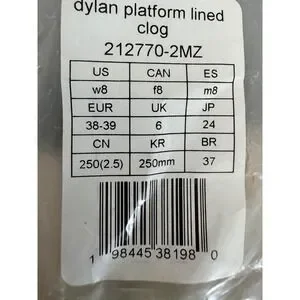 dylan platform lined
clog
212770-2MZ
US CAN ES
w8 f8 m8
EUR UK JP
38-39 6 24
CN KR BR
250(2.5) 250mm 37
1 98445 38198 0